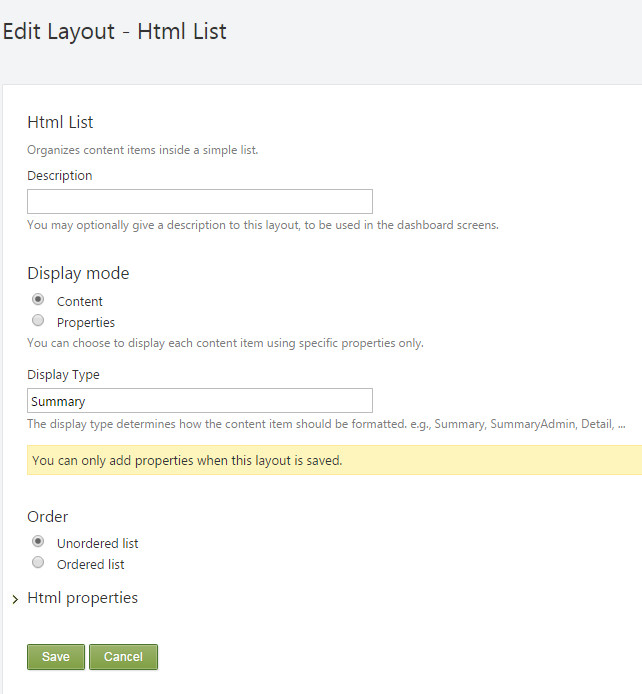 Edit Layout - Html List
Html List
Organizes content items inside a simple list.
Description
You may optionally give a description to this layout, to be used in the dashboard screens.
Display mode
Content
Properties
You can choose to display each content item using specific properties only.
Display Type
Summary
The display type determines how the content item should be formatted. e.g., Summary, SummaryAdmin, Detail, ...
You can only add properties when this layout is saved.
Order
Unordered list
Ordered list
Html properties
Save Cancel